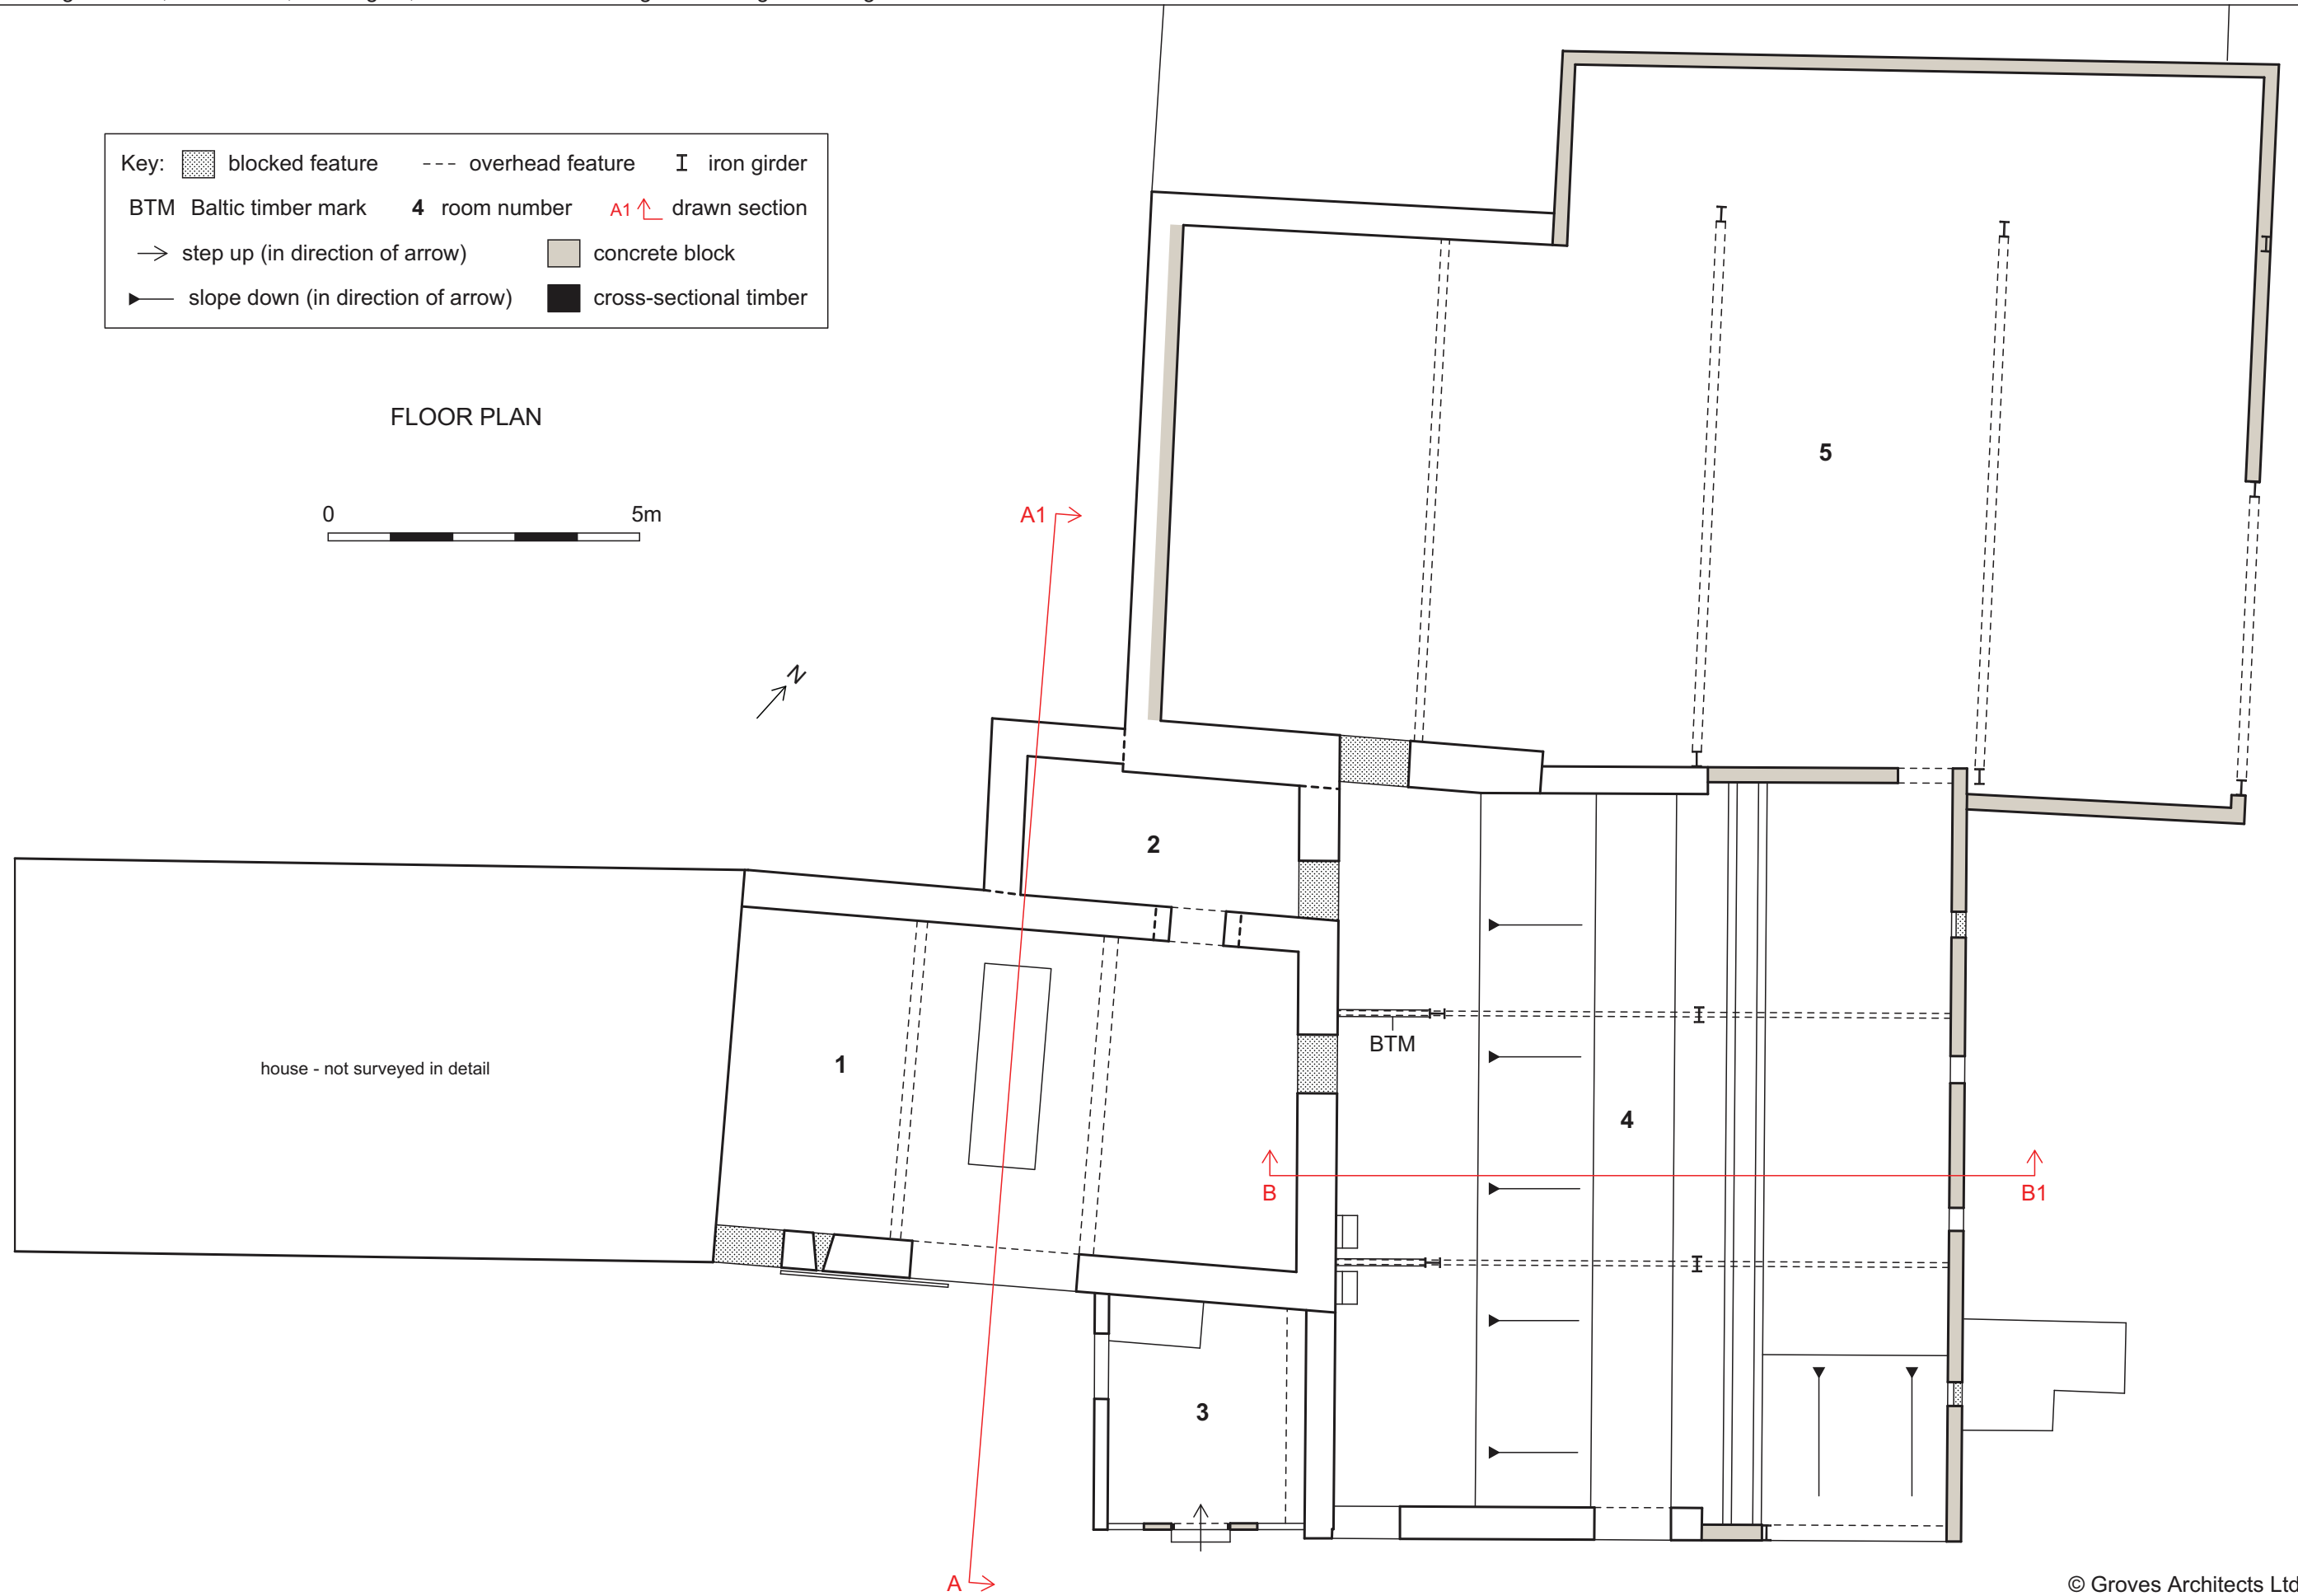 Key: blocked feature overhead feature iron girder
BTM Baltic timber mark 4 room number A1 drawn section
step up (in direction of arrow) concrete block
slope down (in direction of arrow) cross-sectional timber
FLOOR PLAN
0 5m
N
A1
5
2
1
house - not surveyed in detail
BTM
4
B
B1
3
A
© Groves Architects Ltd